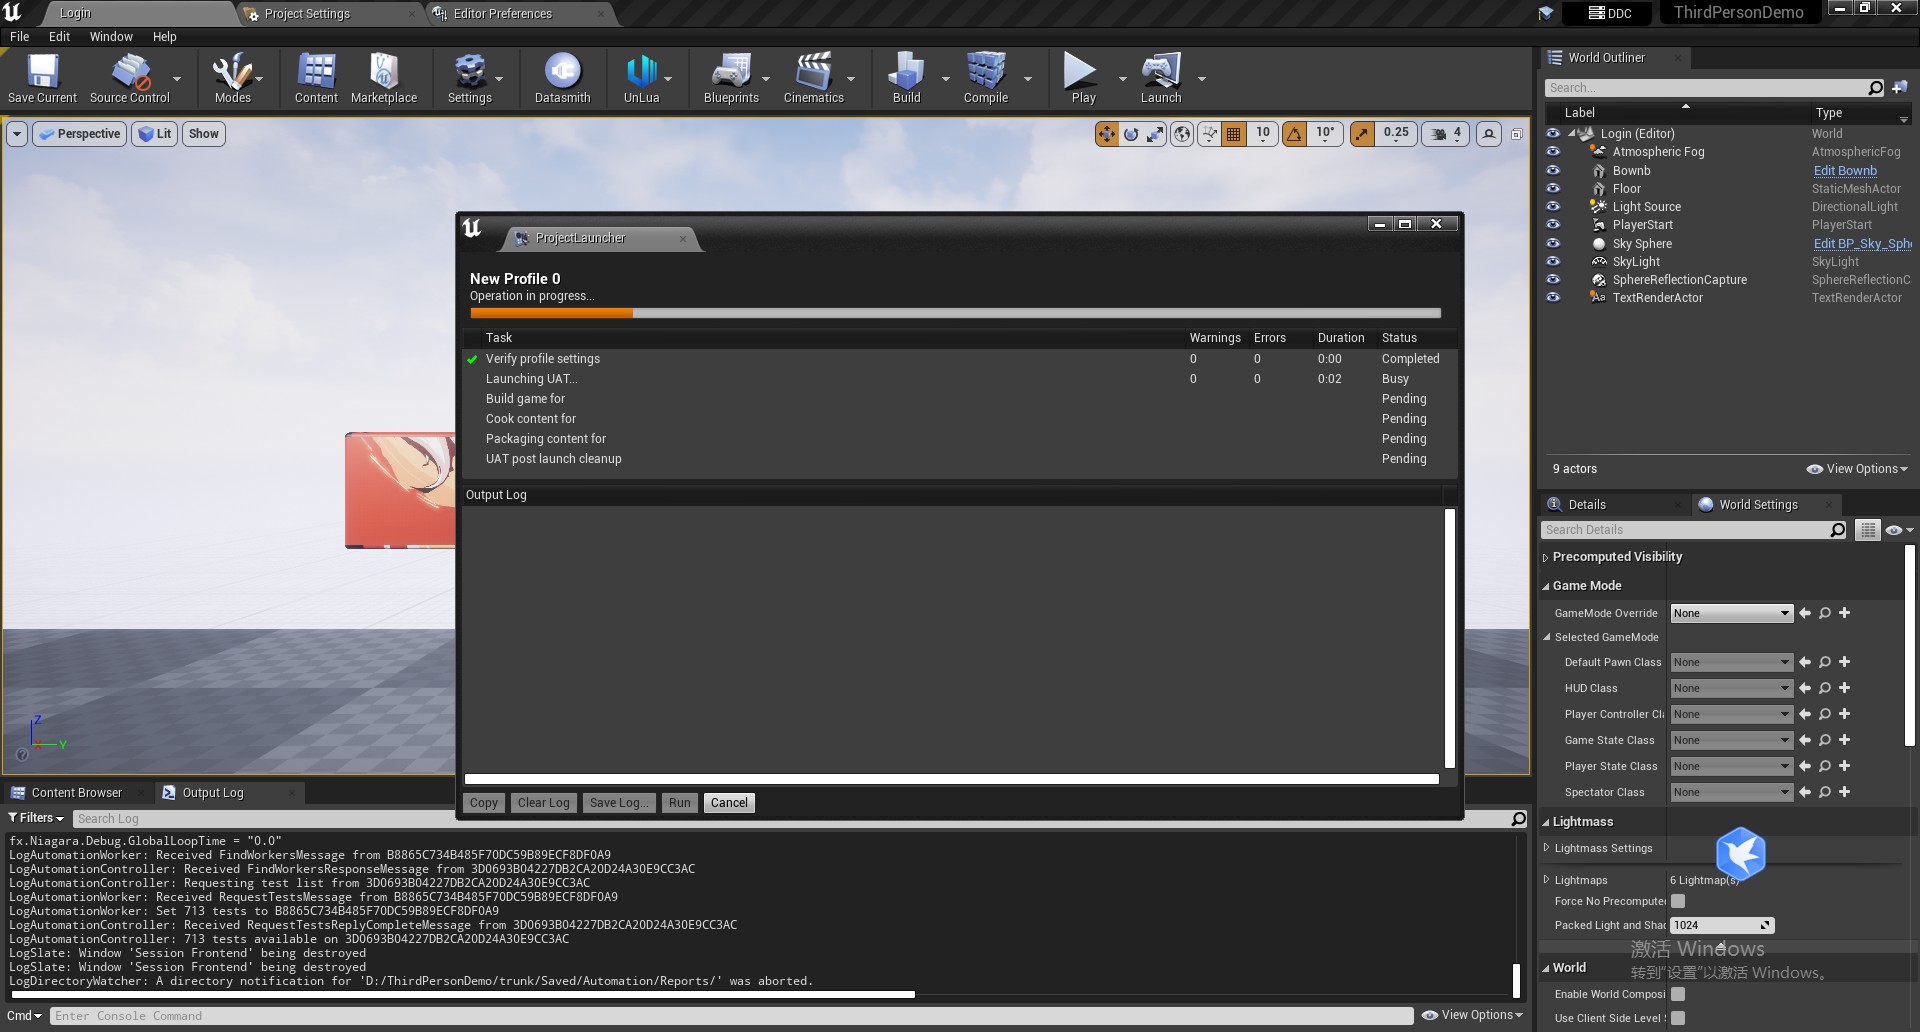 Login
Project Settings
Editor Preferences
DDC
ThirdPersonDemo
File Edit Window Help
Save Current
Source Control
Modes
Content
Marketplace
Settings
Datasmith
UnLua
Blueprints
Cinematics
Build
Compile
Play
Launch
Perspective
Lit
Show
10
10°
0.25
4
World Outliner
Search...
Label Type
Login (Editor) World
Atmospheric Fog AtmosphericFog
Bownb Edit Bownb
Floor StaticMeshActor
Light Source DirectionalLight
PlayerStart PlayerStart
Sky Sphere Edit BP_Sky_Sph
SkyLight SkyLight
SphereReflectionCapture SphereReflectionC
TextRenderActor TextRenderActor
9 actors
View Options
ProjectLauncher
New Profile 0
Operation in progress...
Task Warnings Errors Duration Status
Verify profile settings 0 0 0:00 Completed
Launching UAT... 0 0 0:02 Busy
Build game for Pending
Cook content for Pending
Packaging content for Pending
UAT post launch cleanup Pending
Output Log
Copy
Clear Log
Save Log...
Run
Cancel
Details
World Settings
Search Details
Precomputed Visibility
Game Mode
GameMode Override None
Selected GameMode
Default Pawn Class None
HUD Class None
Player Controller Cl None
Game State Class None
Player State Class None
Spectator Class None
Lightmass
Lightmass Settings
Lightmaps 6 Lightmap(s)
Force No Precompute
Packed Light and Shad 1024
World
Enable World Composi
Use Client Side Level S
激活 Windows
转到"设置"以激活 Windows。
Content Browser
Output Log
Filters
Search Log
fx.Niagara.Debug.GlobalLoopTime = "0.0"
LogAutomationWorker: Received FindWorkersMessage from B8865C734B485F70DC59B89ECF8DF0A9
LogAutomationController: Received FindWorkersResponseMessage from 3D0693B04227DB2CA20D24A30E9CC3AC
LogAutomationController: Requesting test list from 3D0693B04227DB2CA20D24A30E9CC3AC
LogAutomationWorker: Received RequestTestsMessage from B8865C734B485F70DC59B89ECF8DF0A9
LogAutomationWorker: Set 713 tests to B8865C734B485F70DC59B89ECF8DF0A9
LogAutomationController: Received RequestTestsReplyCompleteMessage from 3D0693B04227DB2CA20D24A30E9CC3AC
LogAutomationController: 713 tests available on 3D0693B04227DB2CA20D24A30E9CC3AC
LogSlate: Window 'Session Frontend' being destroyed
LogSlate: Window 'Session Frontend' being destroyed
LogDirectoryWatcher: A directory notification for 'D:/ThirdPersonDemo/trunk/Saved/Automation/Reports/' was aborted.
Cmd
Enter Console Command
View Options
Z
X
Y